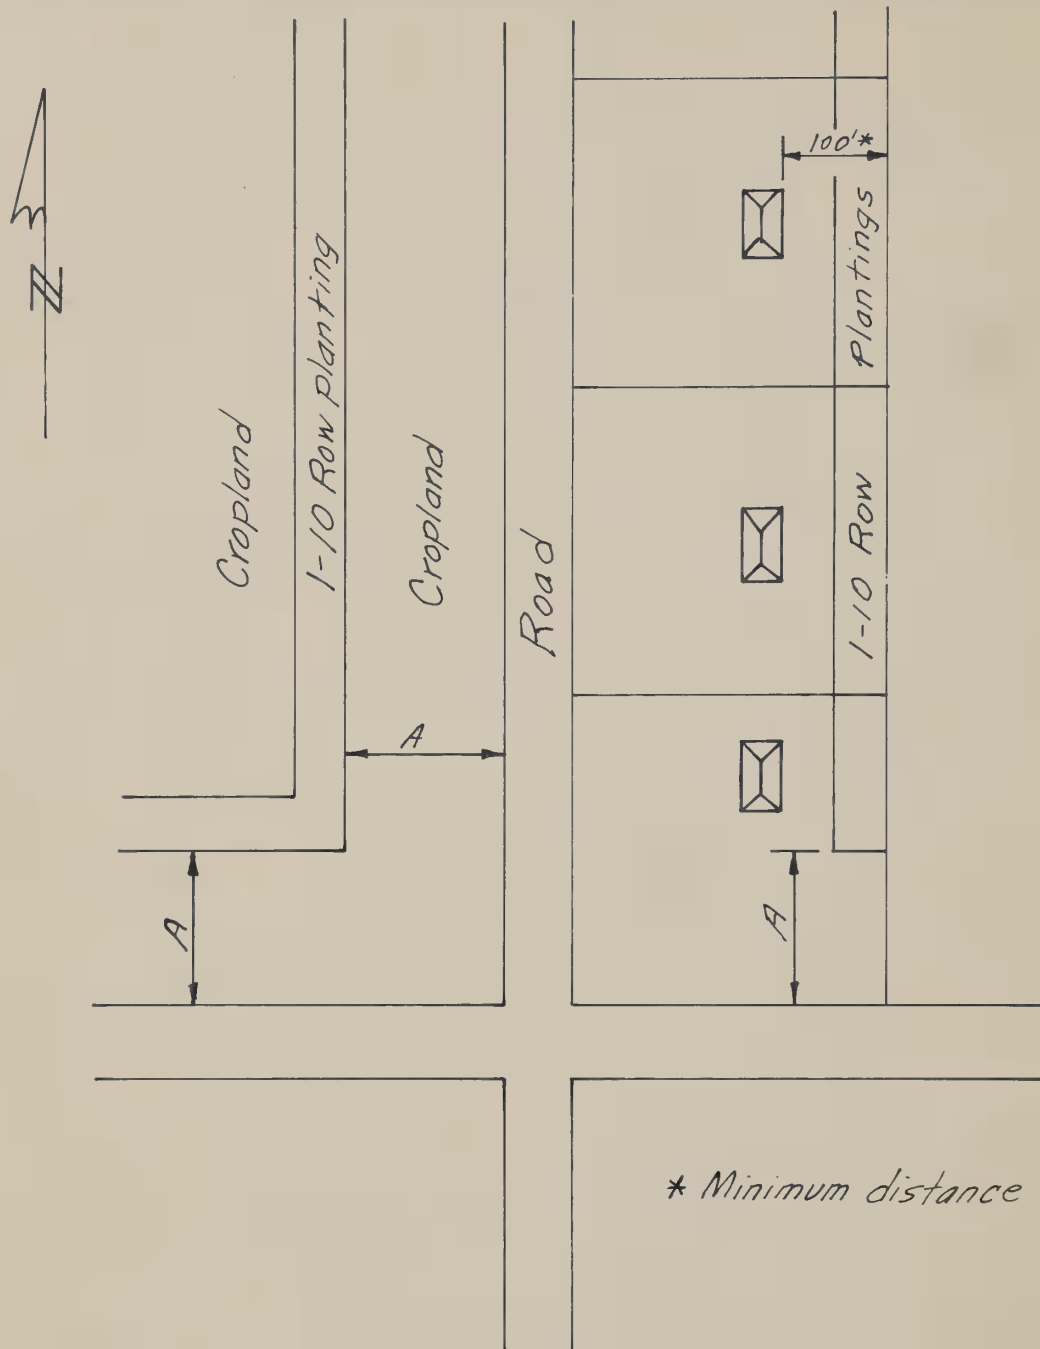 N
Cropland
1-10 Row planting
Cropland
Road
100'*
1-10 Row Plantings
A
A
A
* Minimum distance